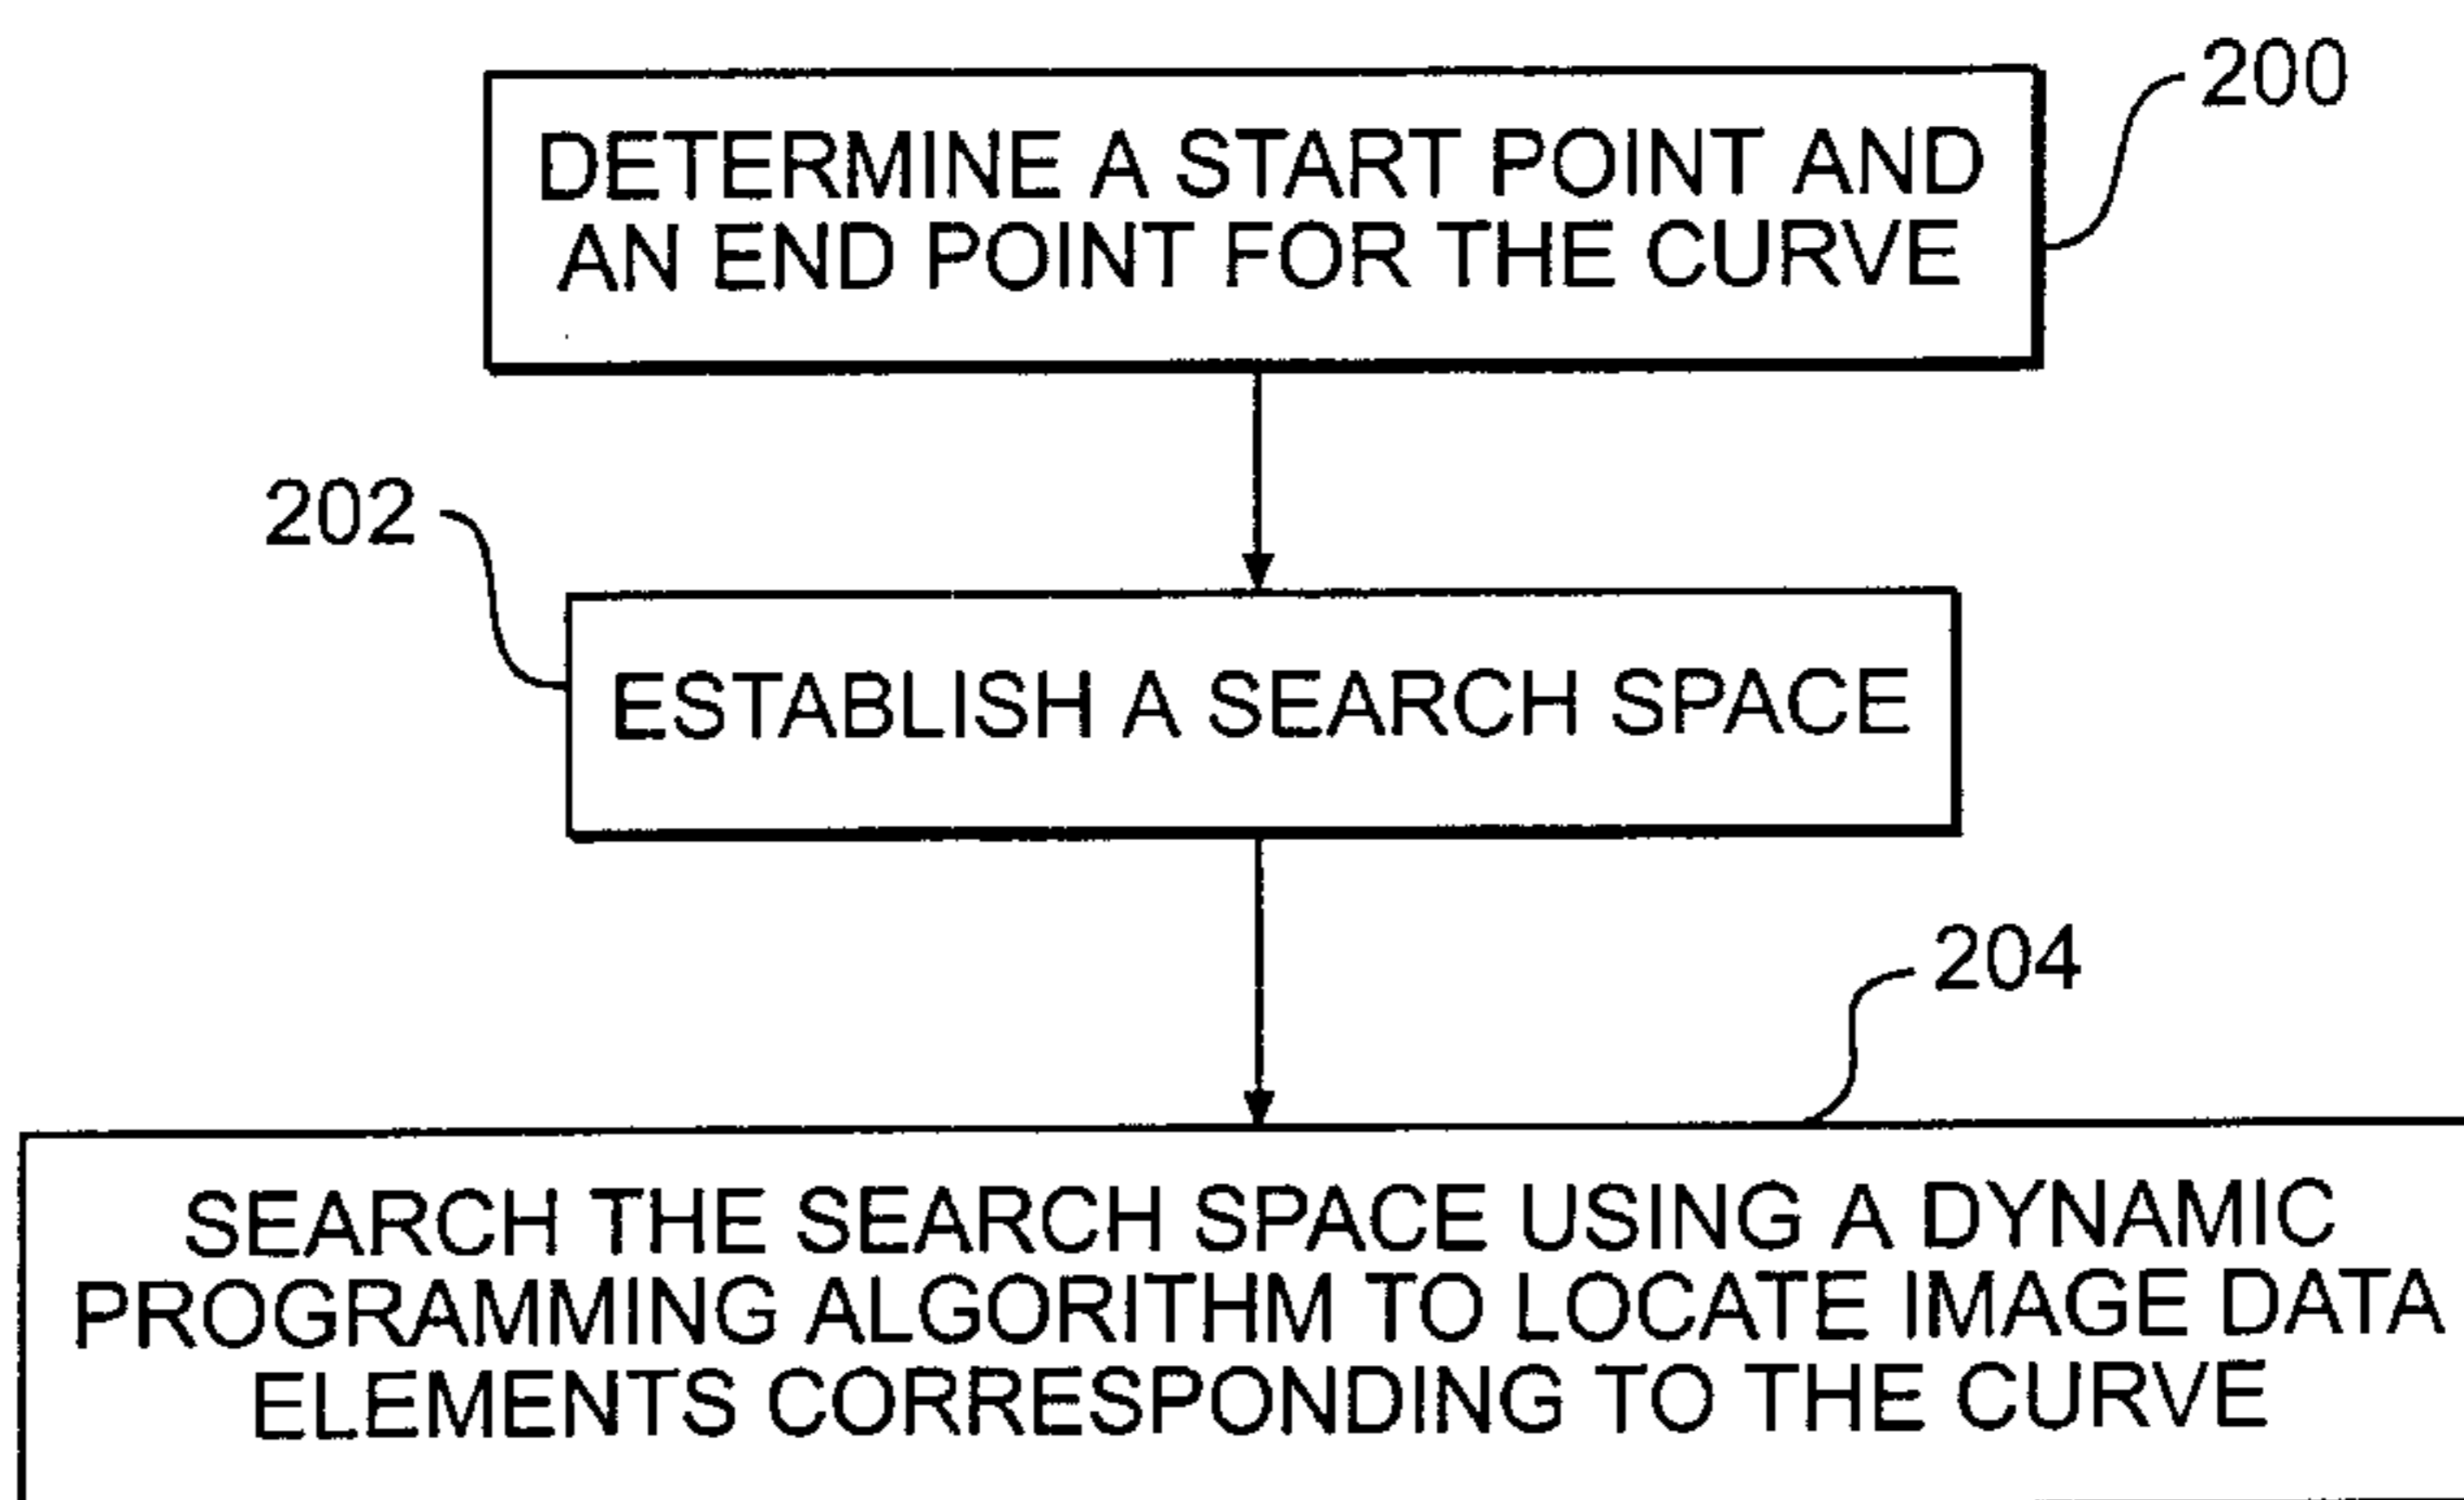 200
DETERMINE A START POINT AND
AN END POINT FOR THE CURVE
202
ESTABLISH A SEARCH SPACE
204
SEARCH THE SEARCH SPACE USING A DYNAMIC
PROGRAMMING ALGORITHM TO LOCATE IMAGE DATA
ELEMENTS CORRESPONDING TO THE CURVE